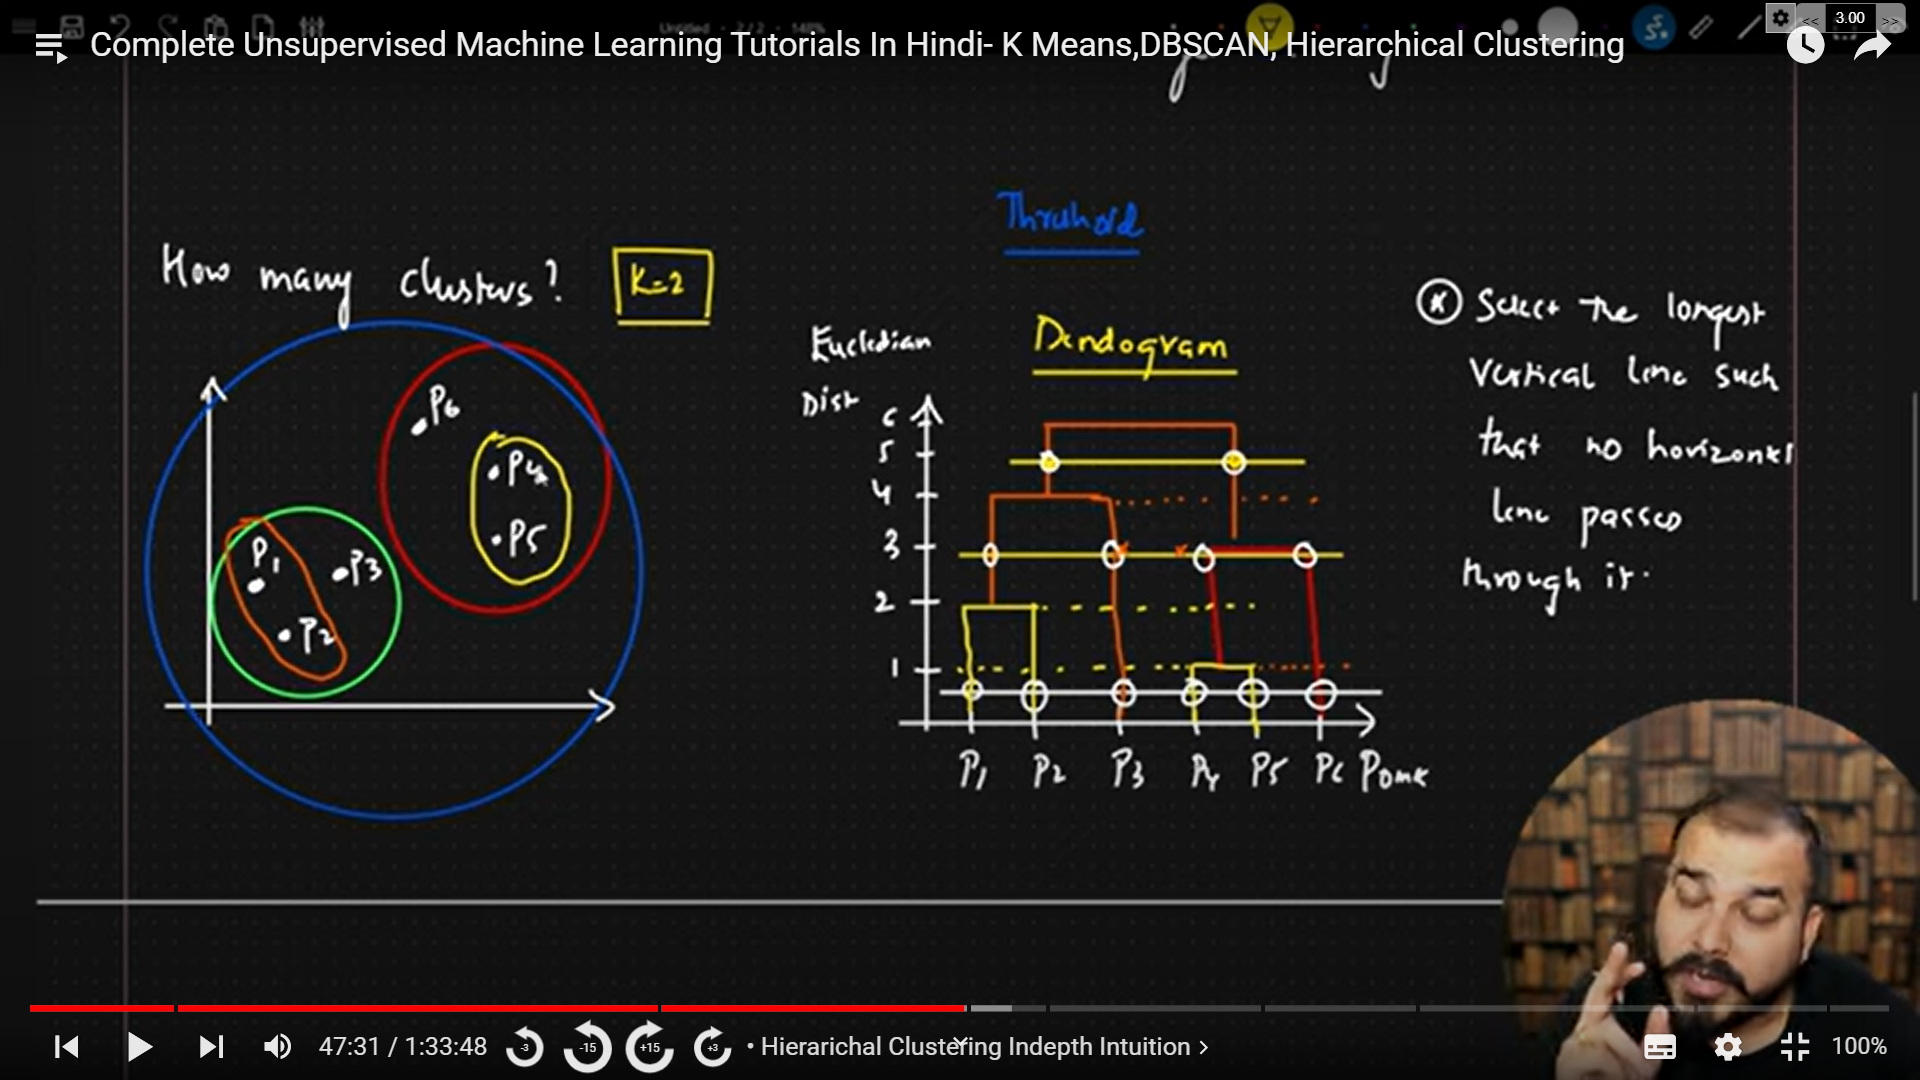 3.00
Complete Unsupervised Machine Learning Tutorials In Hindi- K Means,DBSCAN, Hierarchical Clustering
Threshold
How many clusters? K=2
Eucledian
Dist
Dendogram
6
5
4
3
2
1
P1 P2 P3 P4 P5 P6
P6
P4
P5
P1
P3
P2
Select the longest
Vertical line such
that no horizontal
line passes
through it.
47:31 / 1:33:48 -3 -15 +15 +3 • Hierarichal Clustering Indepth Intuition > 100%